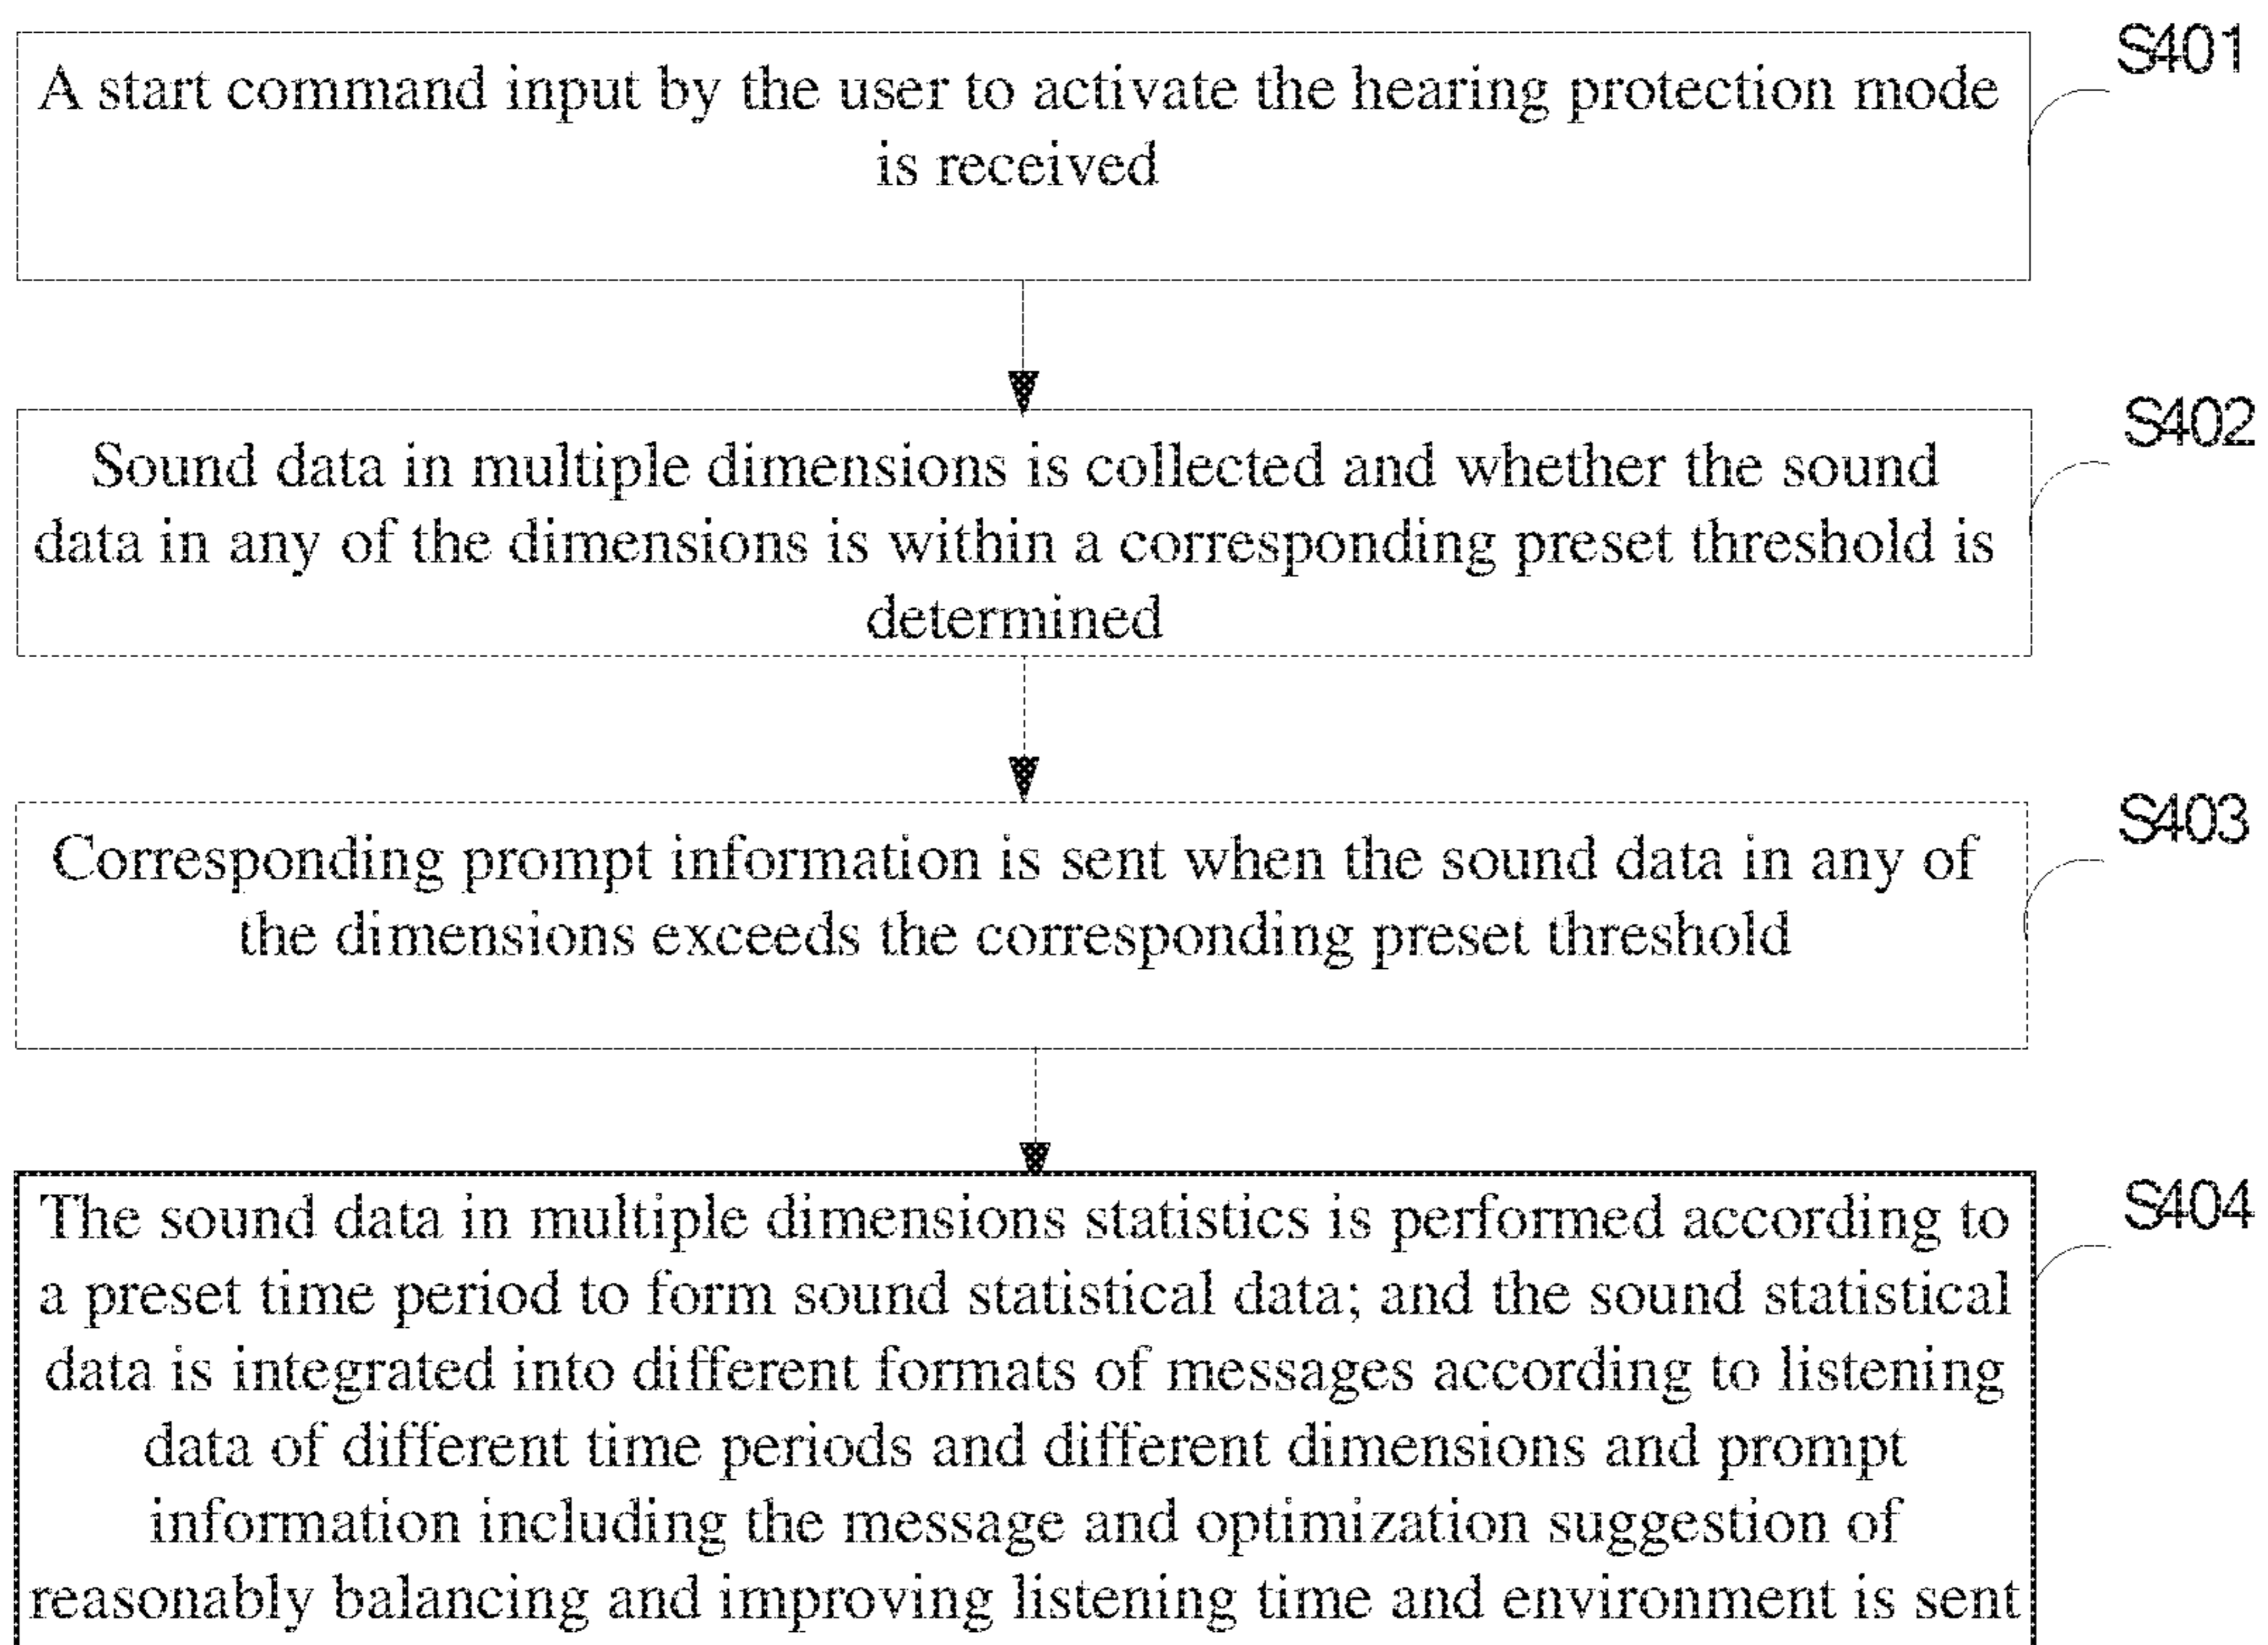 S401
A start command input by the user to activate the hearing protection mode
is received
S402
Sound data in multiple dimensions is collected and whether the sound
data in any of the dimensions is within a corresponding preset threshold is
determined
S403
Corresponding prompt information is sent when the sound data in any of
the dimensions exceeds the corresponding preset threshold
S404
The sound data in multiple dimensions statistics is performed according to
a preset time period to form sound statistical data; and the sound statistical
data is integrated into different formats of messages according to listening
data of different time periods and different dimensions and prompt
information including the message and optimization suggestion of
reasonably balancing and improving listening time and environment is sent